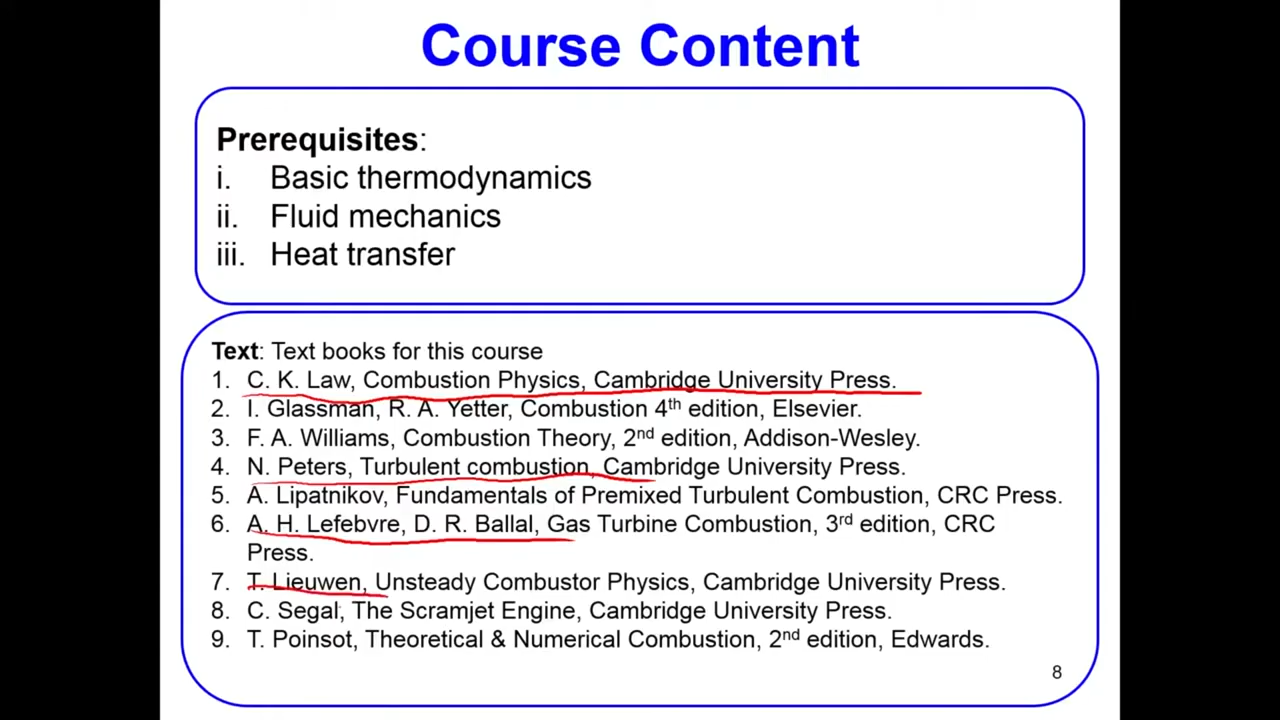 Course Content
Prerequisites:
i. Basic thermodynamics
ii. Fluid mechanics
iii. Heat transfer
Text: Text books for this course
1. C. K. Law, Combustion Physics, Cambridge University Press.
2. I. Glassman, R. A. Yetter, Combustion 4th edition, Elsevier.
3. F. A. Williams, Combustion Theory, 2nd edition, Addison-Wesley.
4. N. Peters, Turbulent combustion, Cambridge University Press.
5. A. Lipatnikov, Fundamentals of Premixed Turbulent Combustion, CRC Press.
6. A. H. Lefebvre, D. R. Ballal, Gas Turbine Combustion, 3rd edition, CRC
Press.
7. T. Lieuwen, Unsteady Combustor Physics, Cambridge University Press.
8. C. Segal, The Scramjet Engine, Cambridge University Press.
9. T. Poinsot, Theoretical & Numerical Combustion, 2nd edition, Edwards.
8